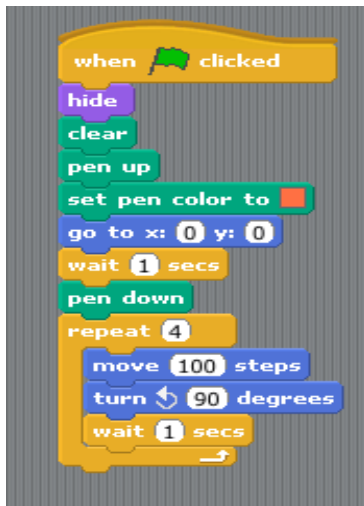 when clicked
hide
clear
pen up
set pen color to
go to x: 0 y: 0
wait 1 secs
pen down
repeat 4
move 100 steps
turn 90 degrees
wait 1 secs